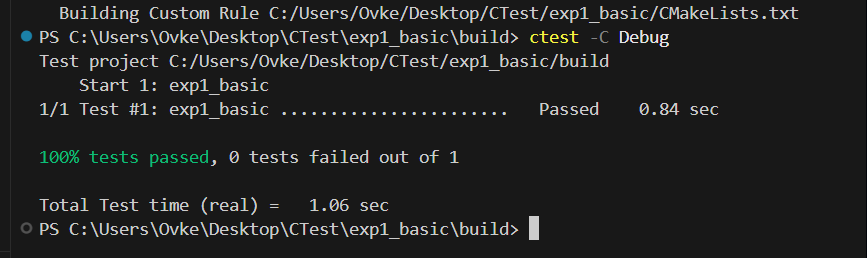 Building Custom Rule C:/Users/Ovke/Desktop/CTest/exp1_basic/CMakeLists.txt
PS C:\Users\Ovke\Desktop\CTest\exp1_basic\build> ctest -C Debug
Test project C:/Users/Ovke/Desktop/CTest/exp1_basic/build
    Start 1: exp1_basic
1/1 Test #1: exp1_basic .......................   Passed    0.84 sec

100% tests passed, 0 tests failed out of 1

Total Test time (real) =   1.06 sec
PS C:\Users\Ovke\Desktop\CTest\exp1_basic\build>